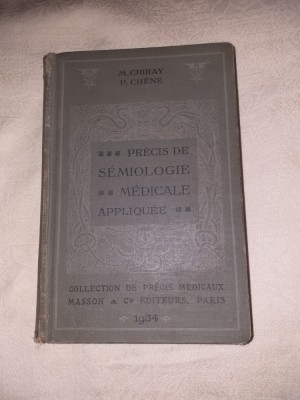 M. CHIRAY
P. CHÊNE
PRÉCIS DE
SÉMIOLOGIE
MÉDICALE
APPLIQUÉE
COLLECTION DE PRÉCIS MÉDICAUX
MASSON & Cie ÉDITEURS, PARIS
1934